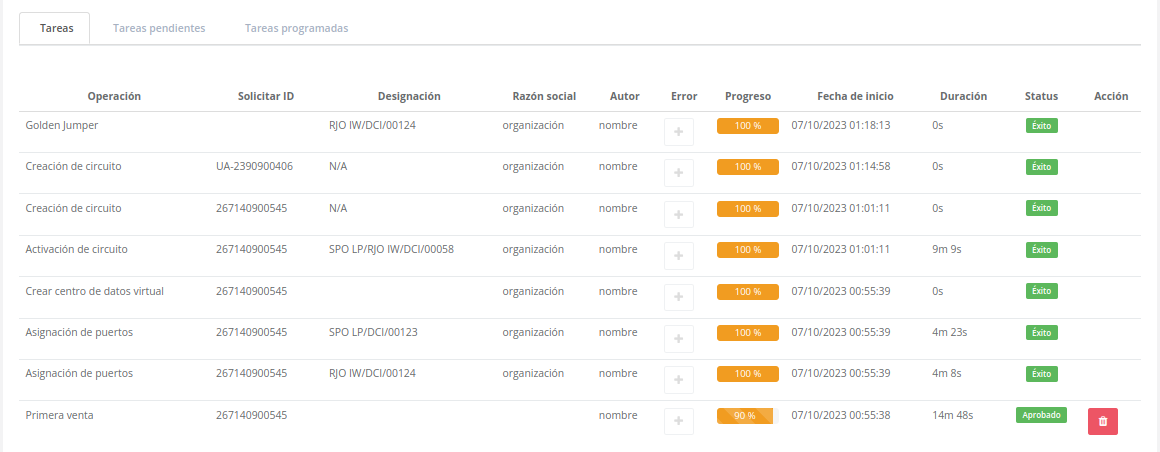 Tareas Tareas pendientes Tareas programadas
Operación Solicitar ID Designación Razón social Autor Error Progreso Fecha de inicio Duración Status Acción
Golden Jumper RJO IW/DCI/00124 organización nombre 100 % 07/10/2023 01:18:13 0s Éxito
Creación de circuito UA-2390900406 N/A organización nombre 100 % 07/10/2023 01:14:58 0s Éxito
Creación de circuito 267140900545 N/A organización nombre 100 % 07/10/2023 01:01:11 0s Éxito
Activación de circuito 267140900545 SPO LP/RJO IW/DCI/00058 organización nombre 100 % 07/10/2023 01:01:11 9m 9s Éxito
Crear centro de datos virtual 267140900545 organización nombre 100 % 07/10/2023 00:55:39 0s Éxito
Asignación de puertos 267140900545 SPO LP/DCI/00123 organización nombre 100 % 07/10/2023 00:55:39 4m 23s Éxito
Asignación de puertos 267140900545 RJO IW/DCI/00124 organización nombre 100 % 07/10/2023 00:55:39 4m 8s Éxito
Primera venta 267140900545 nombre 90 % 07/10/2023 00:55:38 14m 48s Aprobado